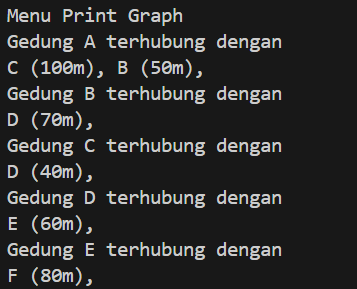 Menu Print Graph
Gedung A terhubung dengan
C (100m), B (50m),
Gedung B terhubung dengan
D (70m),
Gedung C terhubung dengan
D (40m),
Gedung D terhubung dengan
E (60m),
Gedung E terhubung dengan
F (80m),